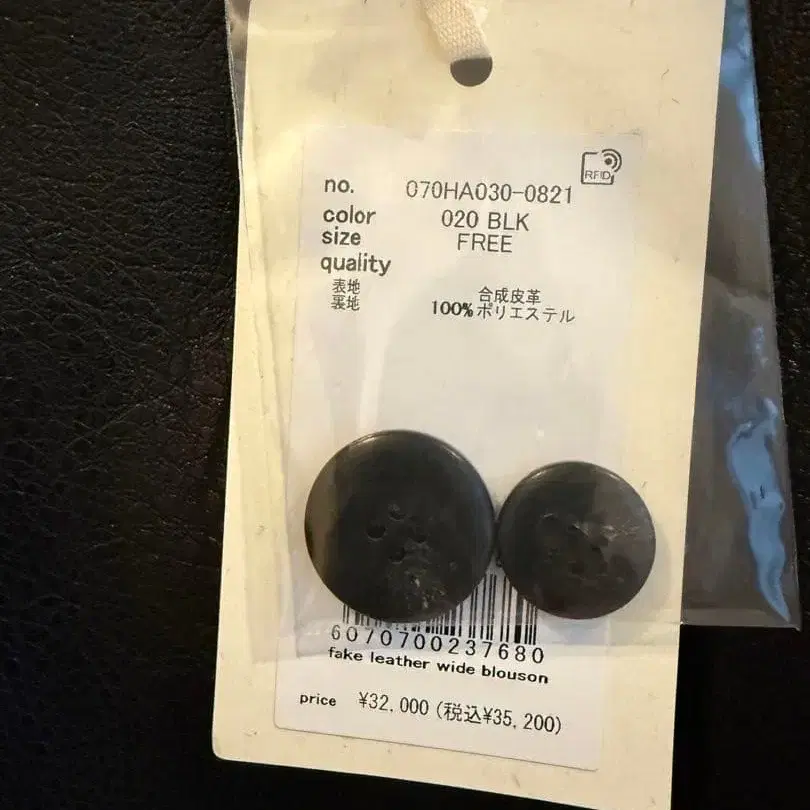 RFID
no. 070HA030-0821
color 020 BLK
size FREE
quality
表地 合成皮革
裏地 100%ポリエステル
6070700237680
fake leather wide blouson
price ¥32,000 (税込¥35,200)